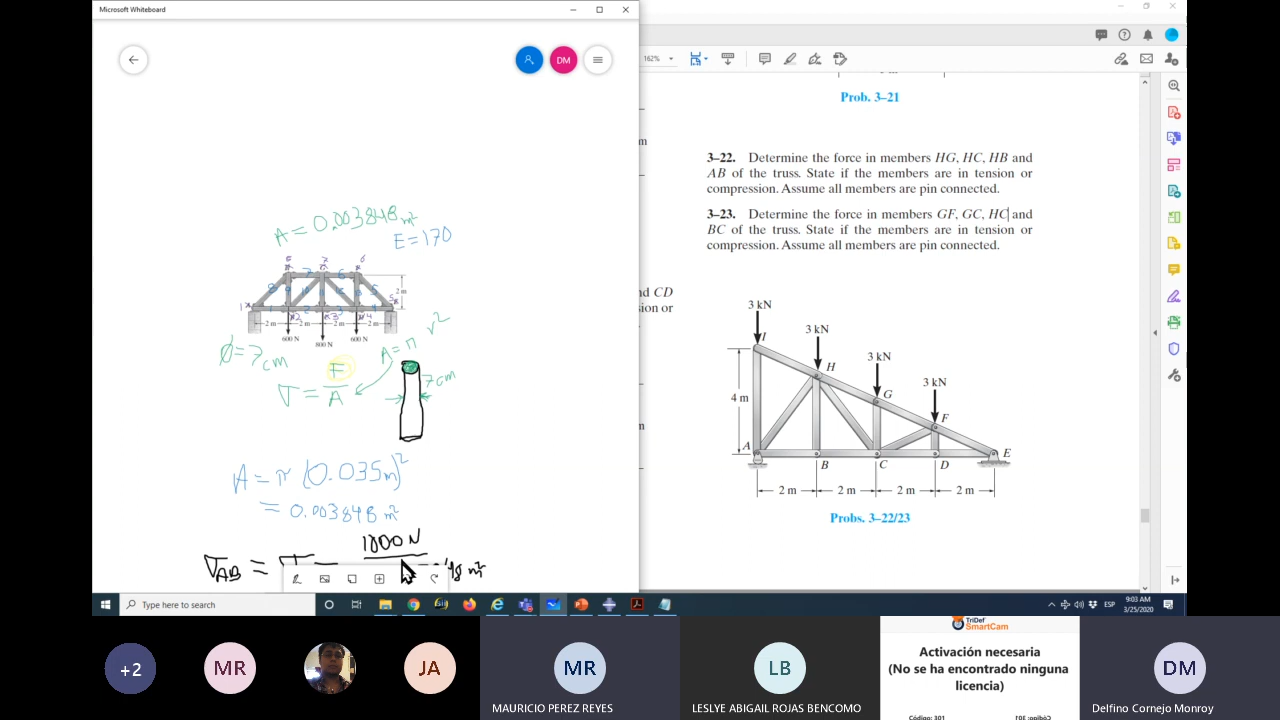 Microsoft Whiteboard
DM
A = 0.003848 m²
E = 170
2 m
2 m
2 m
2 m
2 m
600 N
800 N
600 N
Ø = 7 cm
A = π r²
7 cm
σ = F / A
A = π (0.035 m)²
= 0.003848 m²
1000 N
σAB =
162%
Prob. 3–21
m
3–22. Determine the force in members HG, HC, HB and
AB of the truss. State if the members are in tension or
compression. Assume all members are pin connected.
3–23. Determine the force in members GF, GC, HC and
BC of the truss. State if the members are in tension or
compression. Assume all members are pin connected.
nd CD
sion or
m
3 kN
I
3 kN
H
3 kN
G
3 kN
F
4 m
A
B
C
D
E
2 m
2 m
2 m
2 m
Probs. 3–22/23
Type here to search
ESP
9:03 AM
3/25/2020
+2
MR
JA
MR
MAURICIO PEREZ REYES
LB
LESLYE ABIGAIL ROJAS BENCOMO
TriDef
SmartCam
Activación necesaria
(No se ha encontrado ninguna
licencia)
DM
Delfino Cornejo Monroy